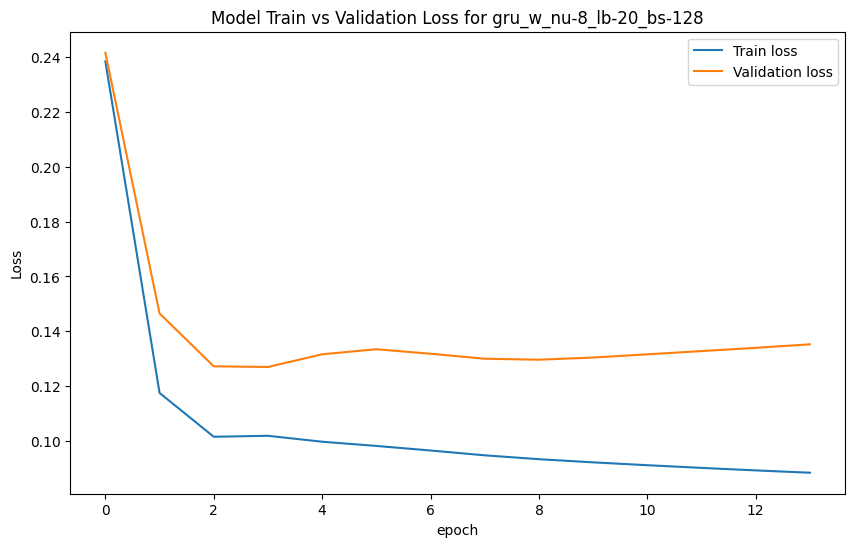 Model Train vs Validation Loss for gru_w_nu-8_lb-20_bs-128
Train loss
Validation loss
0.24
0.22
0.20
0.18
0.16
0.14
0.12
0.10
Loss
0 2 4 6 8 10 12
epoch